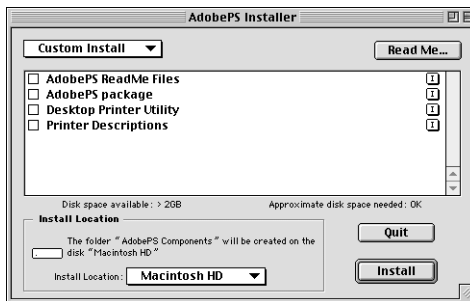 AdobePS Installer
Custom Install
Read Me...
AdobePS ReadMe Files
AdobePS package
Desktop Printer Utility
Printer Descriptions
Disk space available: > 2GB
Approximate disk space needed: 0K
Install Location
The folder "AdobePS Components" will be created on the
disk "Macintosh HD"
Install Location: Macintosh HD
Quit
Install